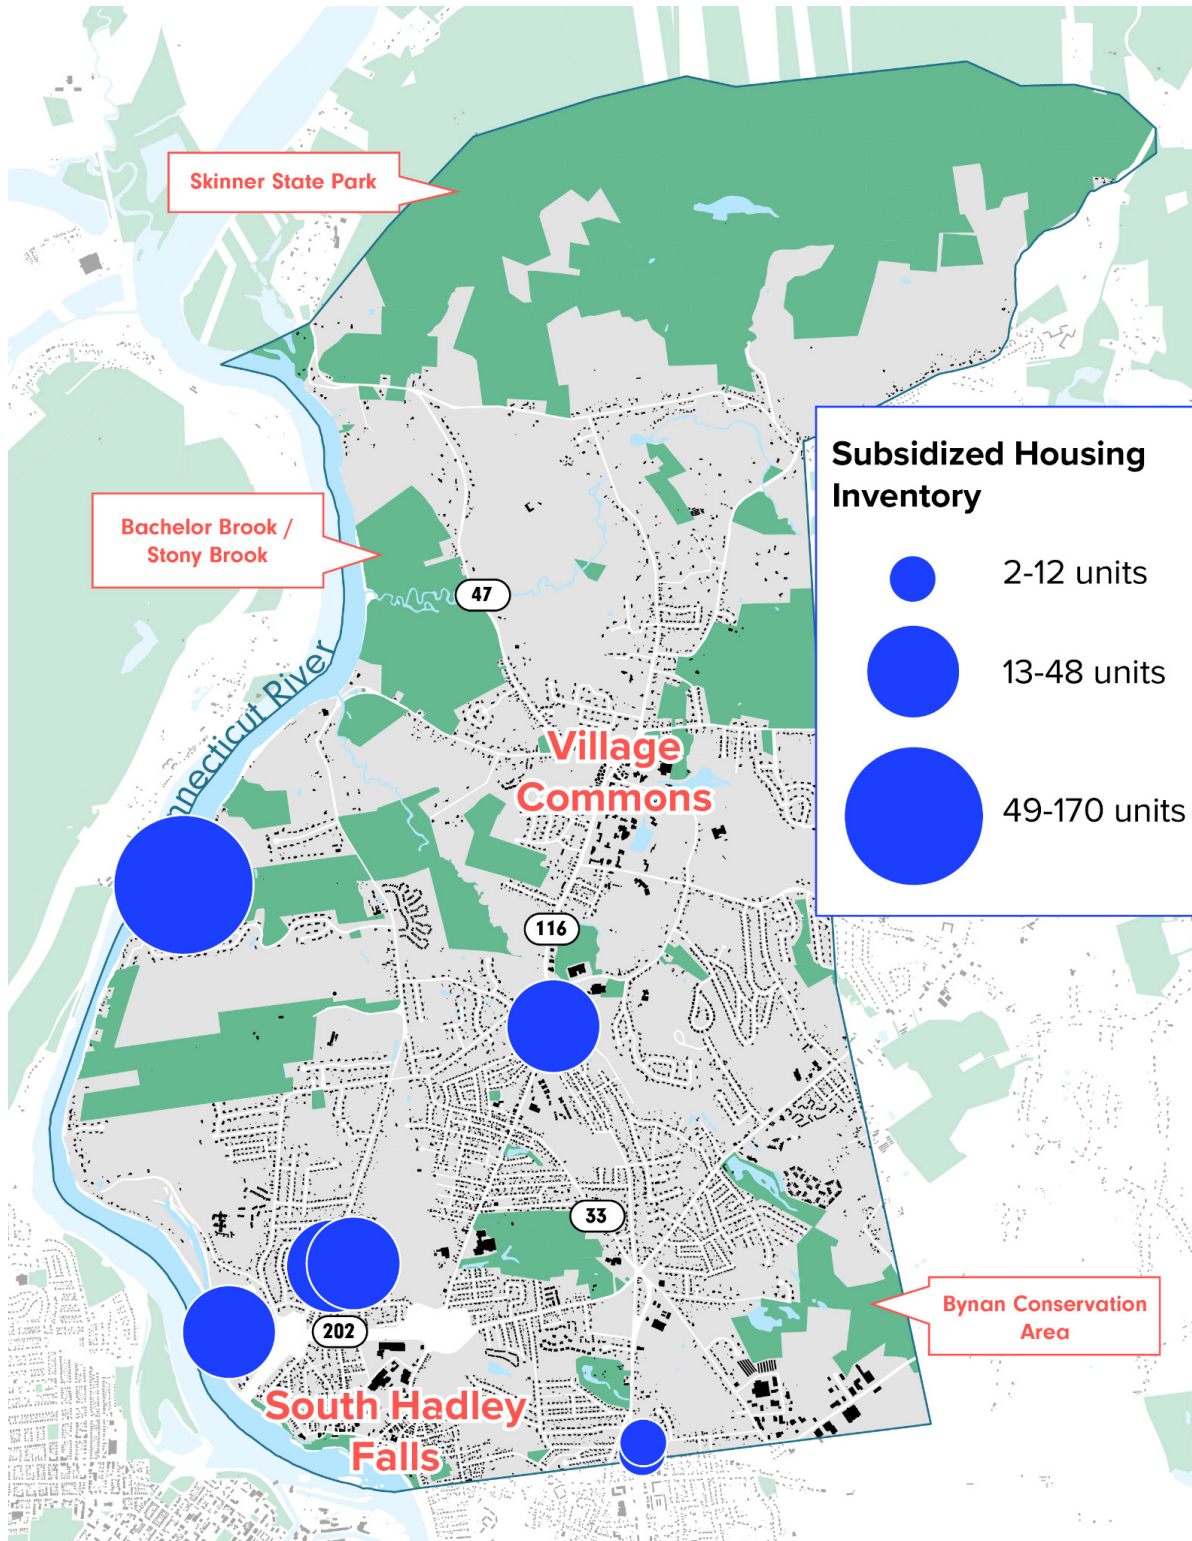 Skinner State Park
Subsidized Housing
Inventory
2-12 units
13-48 units
49-170 units
Bachelor Brook /
Stony Brook
47
nnecticut River
Village
Commons
116
33
202
Bynan Conservation
Area
South Hadley
Falls